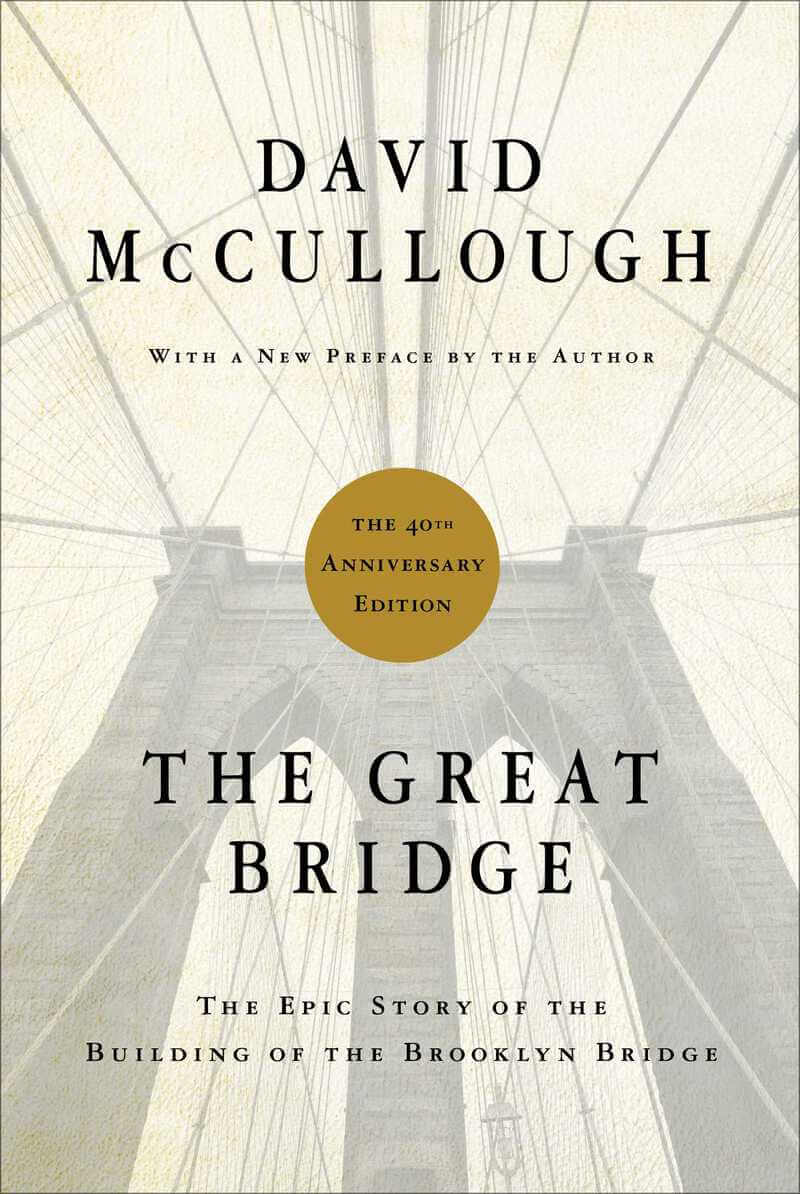 DAVID
McCULLOUGH
WITH A NEW PREFACE BY THE AUTHOR
THE 40TH
ANNIVERSARY
EDITION
THE GREAT
BRIDGE
THE EPIC STORY OF THE
BUILDING OF THE BROOKLYN BRIDGE